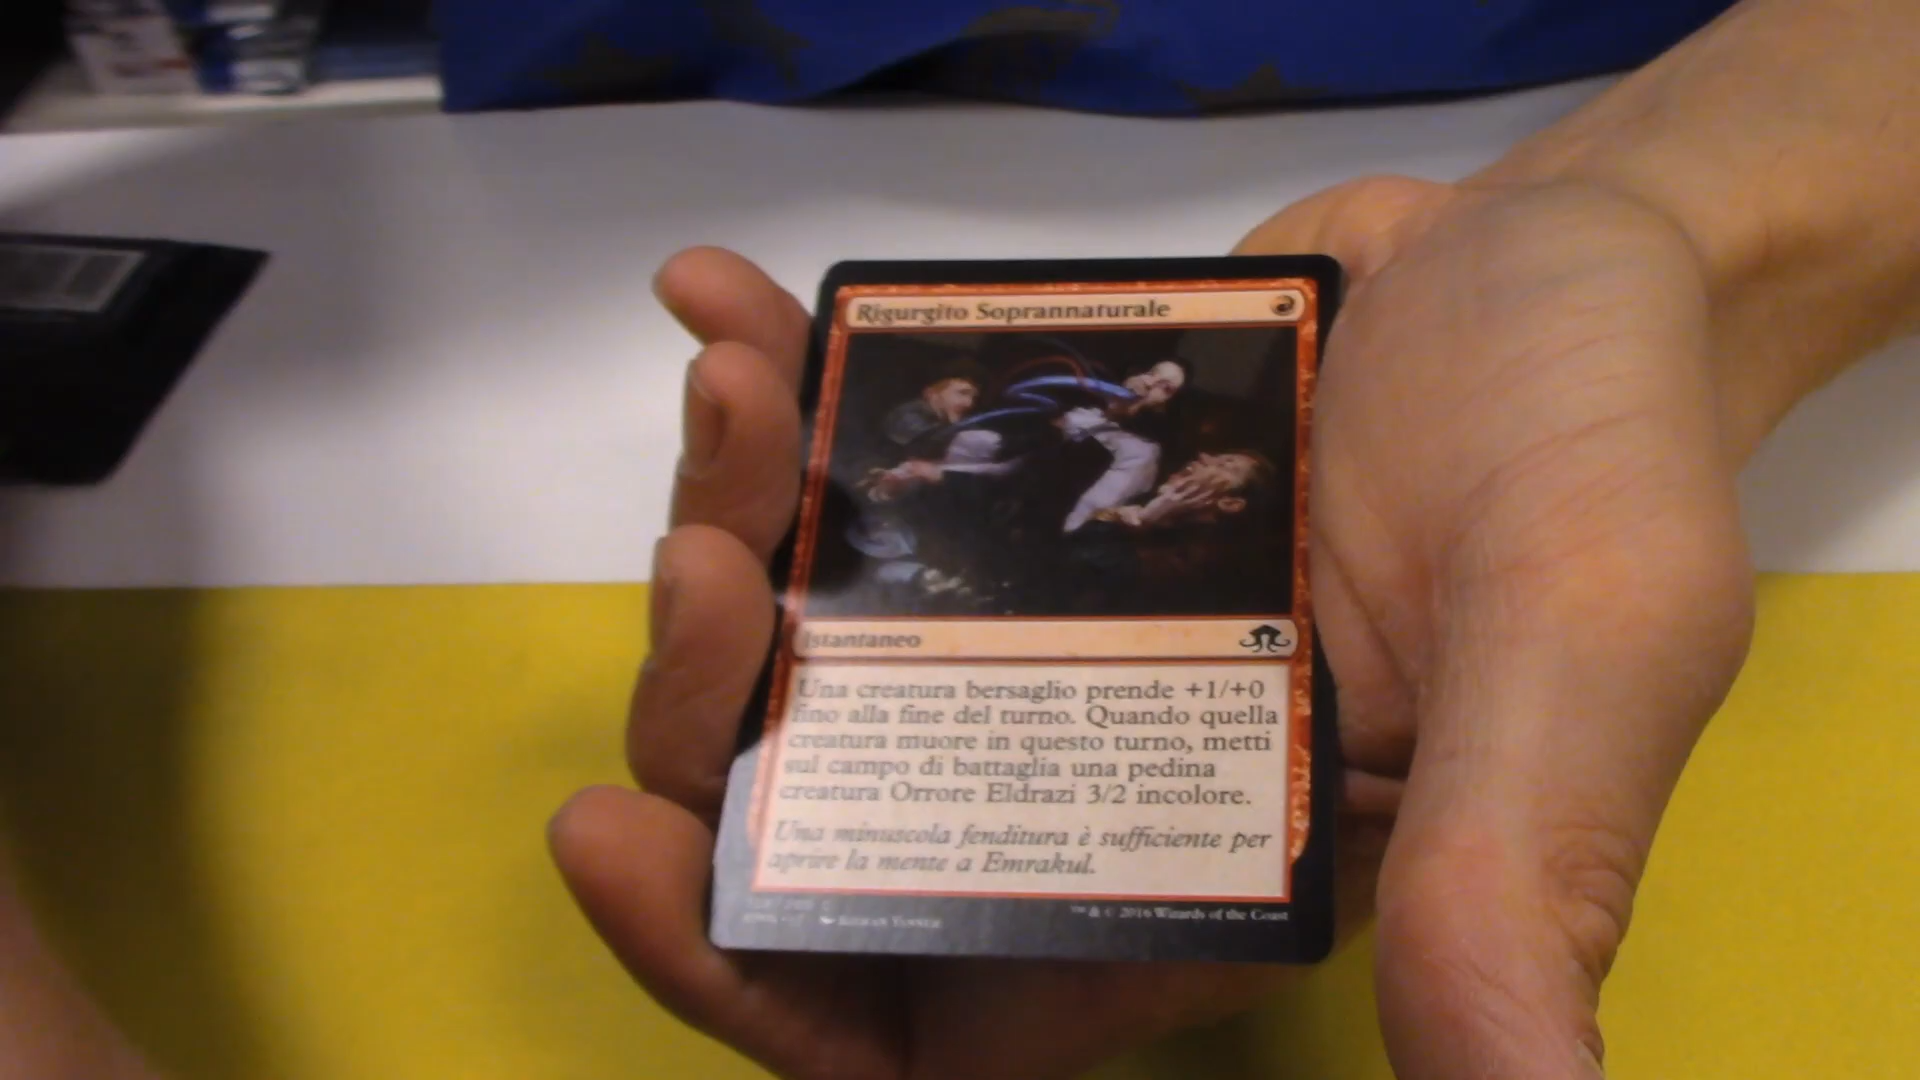 Rigurgito Soprannaturale
Istantaneo
Una creatura bersaglio prende +1/+0
fino alla fine del turno. Quando quella
creatura muore in questo turno, metti
sul campo di battaglia una pedina
creatura Orrore Eldrazi 3/2 incolore.
Una minuscola fenditura è sufficiente per
aprire la mente a Emrakul.
™ & © 2016 Wizards of the Coast